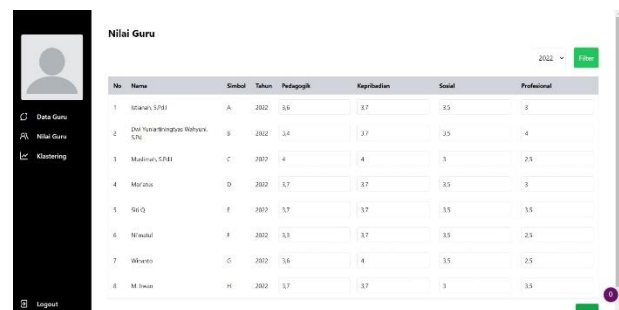 Nilai Guru
2022
Filter
No Nama Simbol Tahun Pedagogik Kepribadian Sosial Profesional
1 Istianah, S.Pd.I A 2022 3,6 3,7 3,5 3
2 Dwi Yuniartiningtyas Wahyuni, S.Pd B 2022 3,4 3,7 3,5 4
3 Muslimah, S.Pd.I C 2022 4 4 3 2,5
4 Mar'atus D 2022 3,7 3,7 3,5 3
5 Siti Q E 2022 3,7 3,7 3,5 3,5
6 Ni'matul F 2022 3,3 3,7 3,5 2,5
7 Winanto G 2022 3,6 4 3,5 2,5
8 M. Irwan H 2022 3,7 3,7 3 3,5
Data Guru
Nilai Guru
Klastering
Logout
0